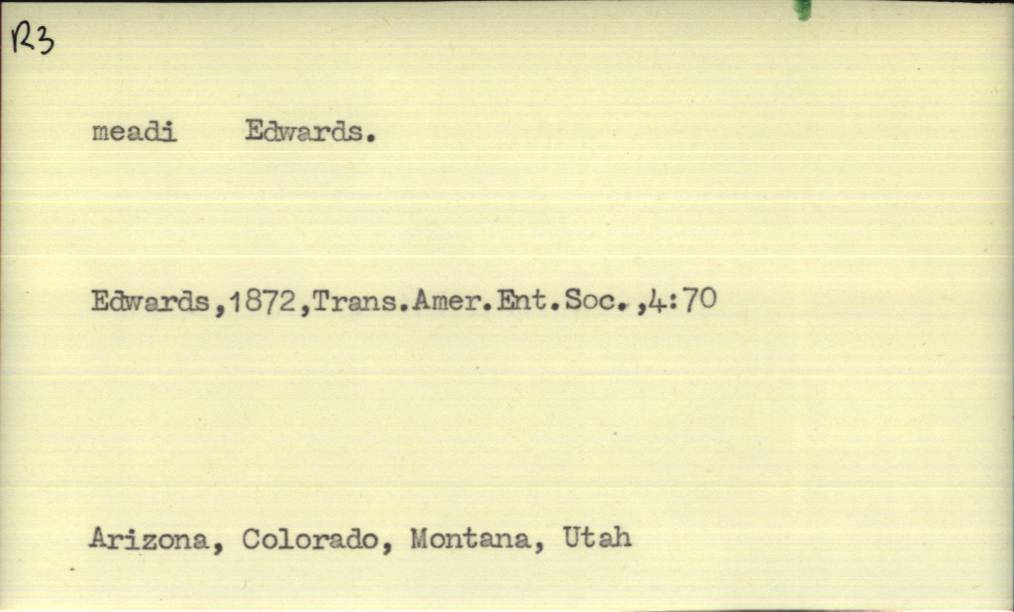 R3
meadi Edwards.
Edwards,1872,Trans.Amer.Ent.Soc.,4:70
Arizona, Colorado, Montana, Utah